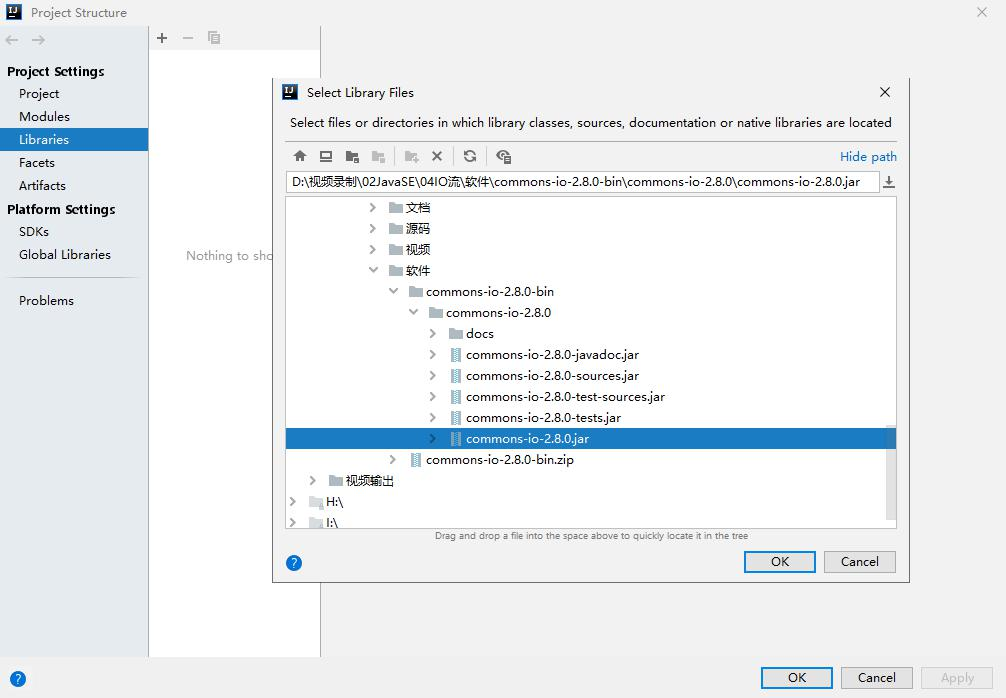 Project Structure
Project Settings
Project
Modules
Libraries
Facets
Artifacts
Platform Settings
SDKs
Global Libraries
Problems
Nothing to sho
Select Library Files
Select files or directories in which library classes, sources, documentation or native libraries are located
Hide path
D:\视频录制\02JavaSE\04IO流\软件\commons-io-2.8.0-bin\commons-io-2.8.0\commons-io-2.8.0.jar
文档
源码
视频
软件
commons-io-2.8.0-bin
commons-io-2.8.0
docs
commons-io-2.8.0-javadoc.jar
commons-io-2.8.0-sources.jar
commons-io-2.8.0-test-sources.jar
commons-io-2.8.0-tests.jar
commons-io-2.8.0.jar
commons-io-2.8.0-bin.zip
视频输出
H:\
I:\
Drag and drop a file into the space above to quickly locate it in the tree
OK Cancel
OK Cancel Apply